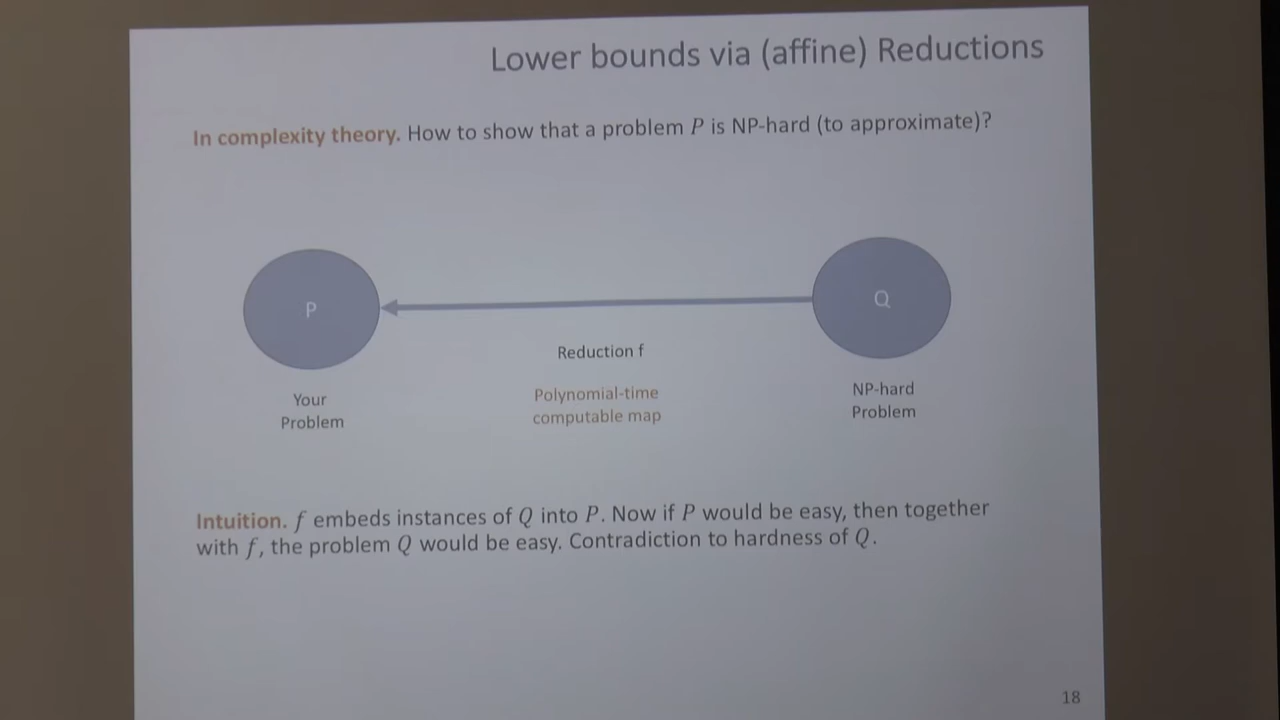 Lower bounds via (affine) Reductions
In complexity theory. How to show that a problem P is NP-hard (to approximate)?
P
Q
Reduction f
Polynomial-time
computable map
Your
Problem
NP-hard
Problem
Intuition. f embeds instances of Q into P. Now if P would be easy, then together
with f, the problem Q would be easy. Contradiction to hardness of Q.
18